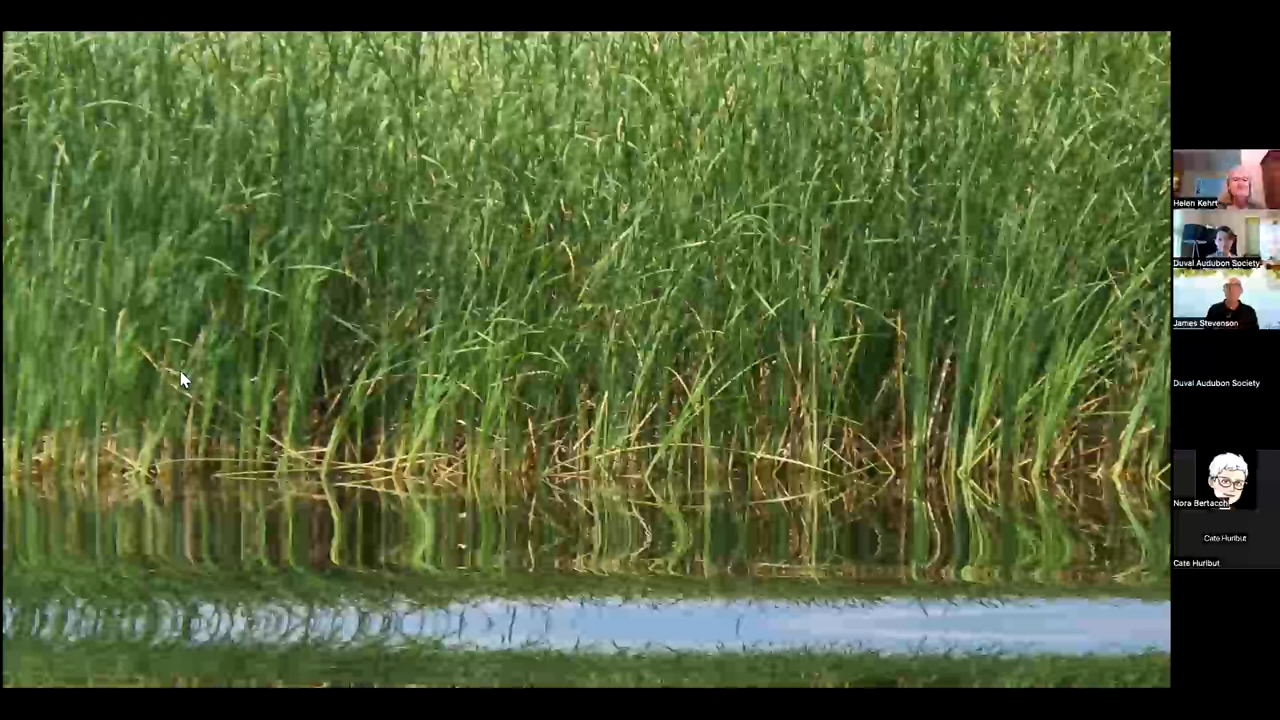 Helen Kehrt
Duval Audubon Society
James Stevenson
Duval Audubon Society
Nora Bertacchi
Cate Hurlbut
Cate Hurlbut